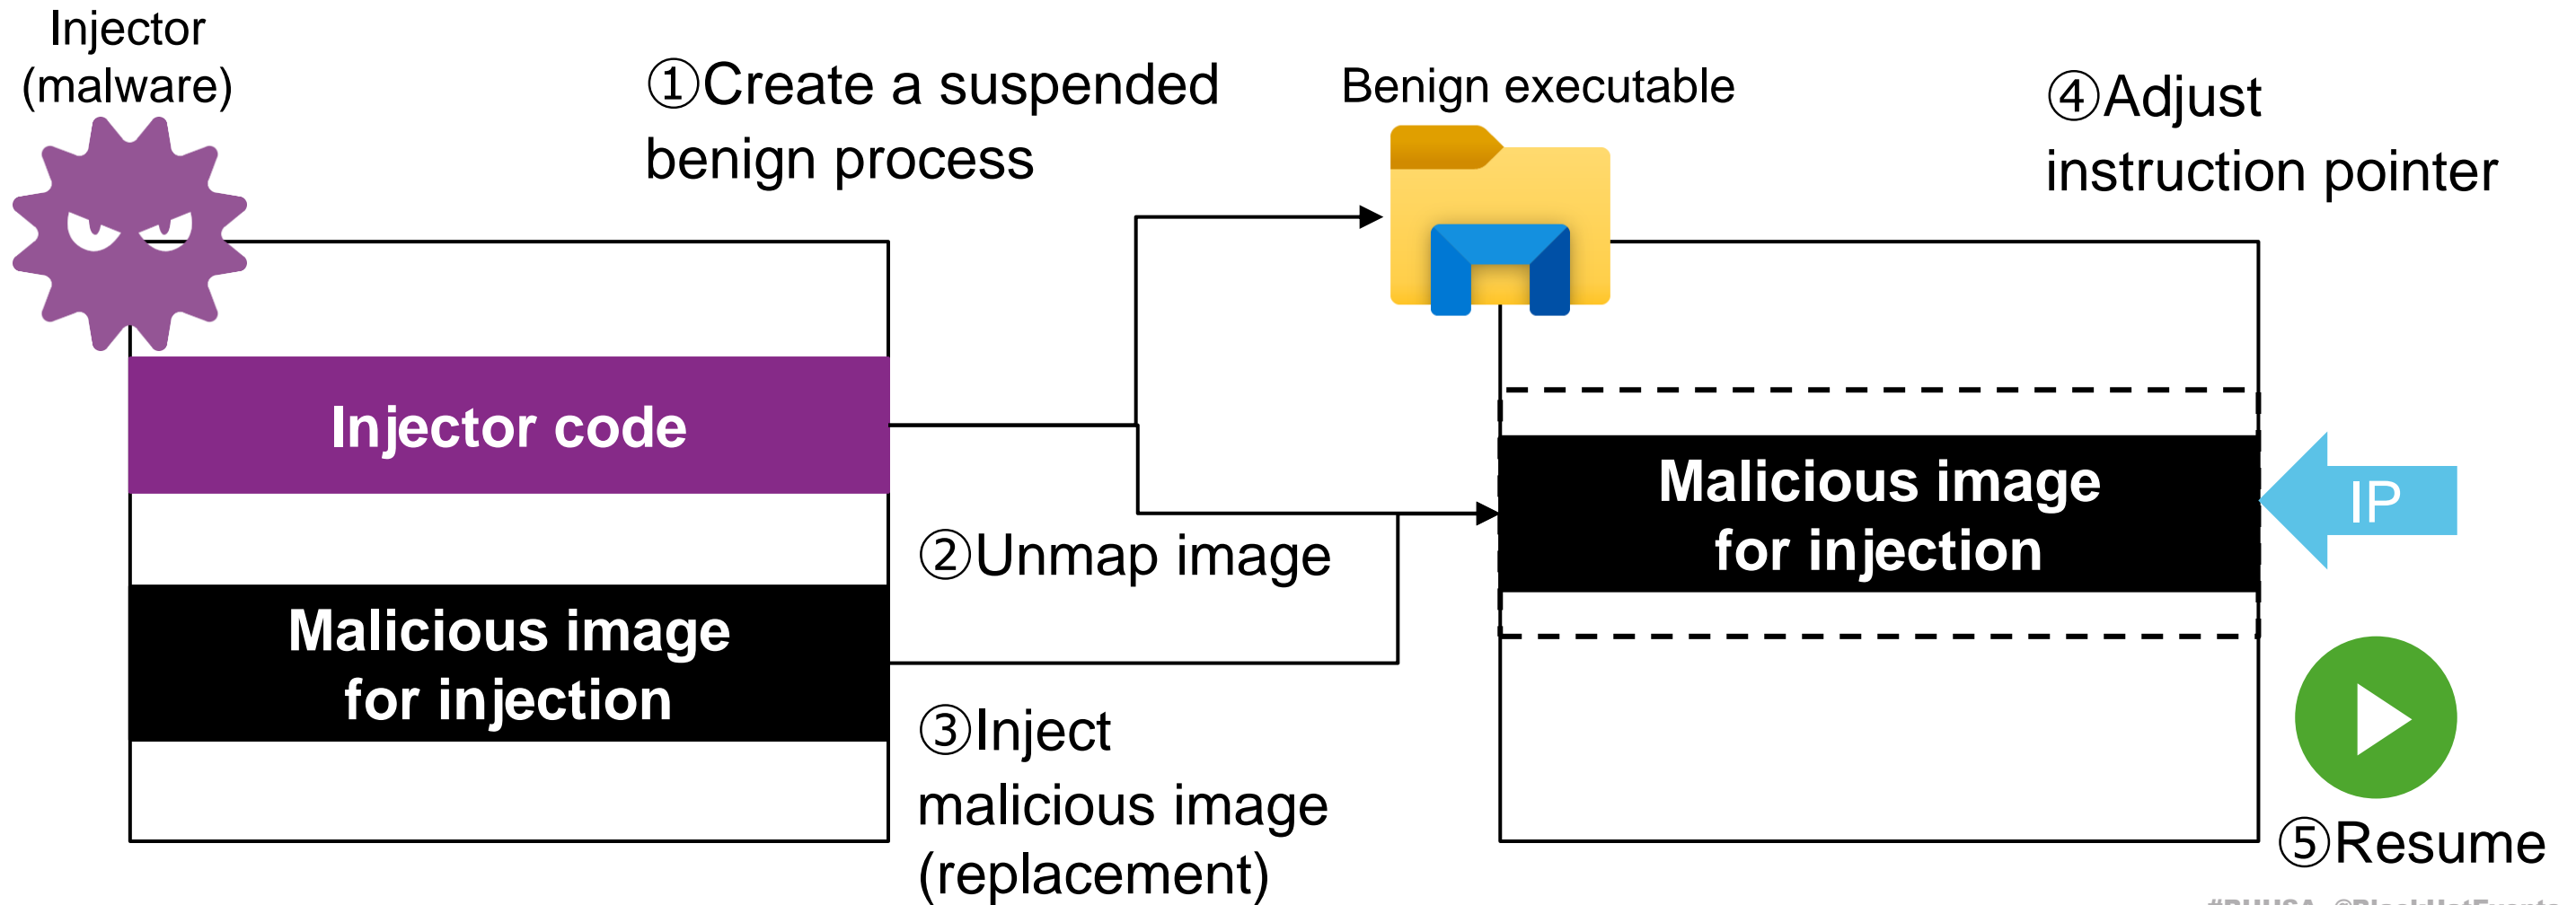 Injector
(malware)
①Create a suspended
benign process
Benign executable
④Adjust
instruction pointer
Injector code
②Unmap image
Malicious image
for injection
③Inject
malicious image
(replacement)
Malicious image
for injection
IP
⑤Resume